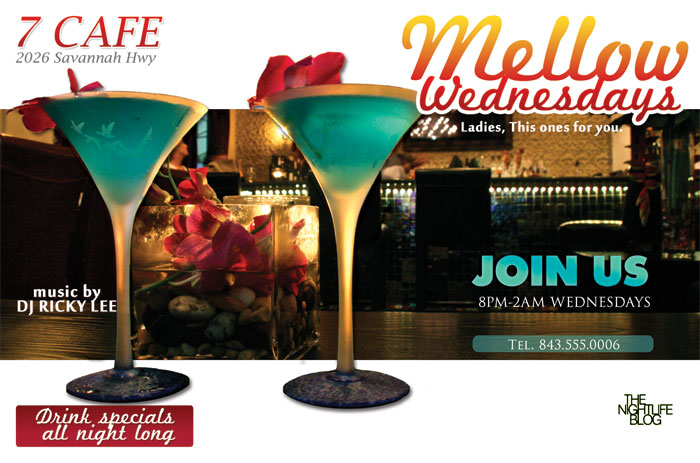 7 CAFE
2026 Savannah Hwy
Mellow
Wednesdays
Ladies, This ones for you.
music by
DJ RICKY LEE
JOIN US
8PM-2AM WEDNESDAYS
TEL. 843.555.0006
Drink specials
all night long
THE
NIGHTLIFE
BLOG